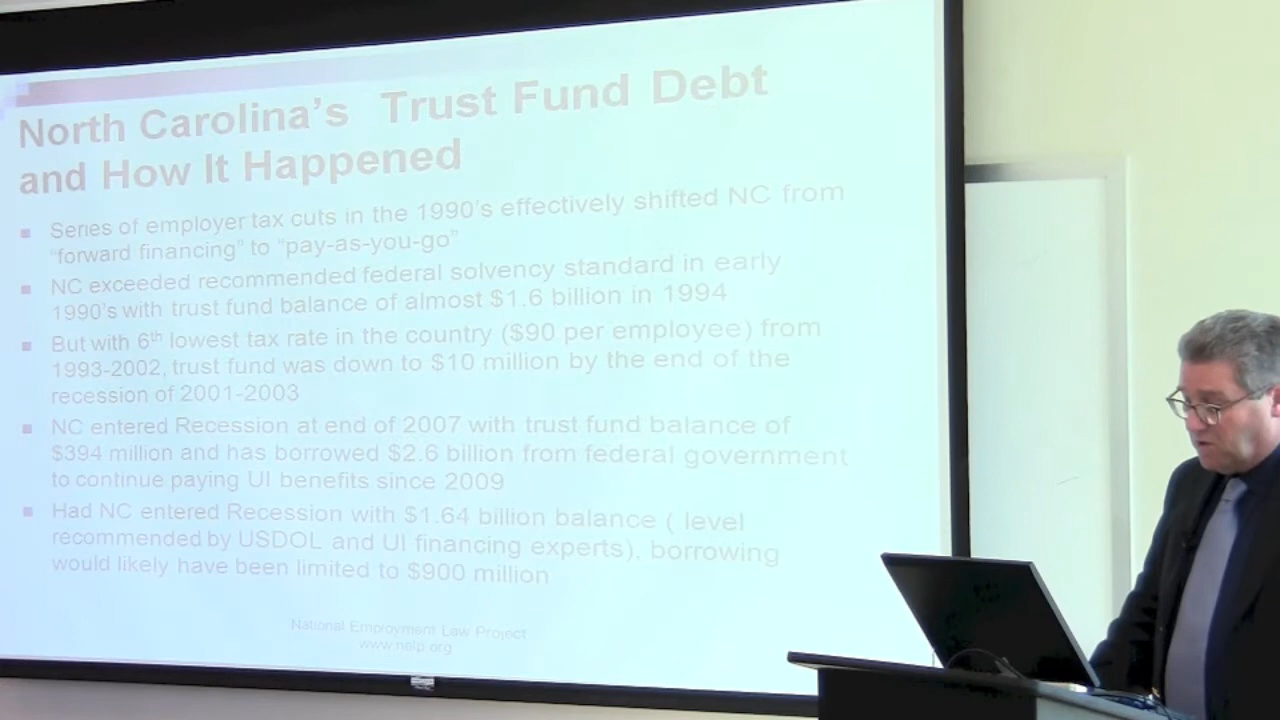 North Carolina's Trust Fund Debt
and How It Happened
Series of employer tax cuts in the 1990's effectively shifted NC from
"forward financing" to "pay-as-you-go"
NC exceeded recommended federal solvency standard in early
1990's with trust fund balance of almost $1.6 billion in 1994
But with 6th lowest tax rate in the country ($90 per employee) from
1993-2002, trust fund was down to $10 million by the end of the
recession of 2001-2003
NC entered Recession at end of 2007 with trust fund balance of
$394 million and has borrowed $2.6 billion from federal government
to continue paying UI benefits since 2009
Had NC entered Recession with $1.64 billion balance ( level
recommended by USDOL and UI financing experts), borrowing
would likely have been limited to $900 million
National Employment Law Project
www.nelp.org